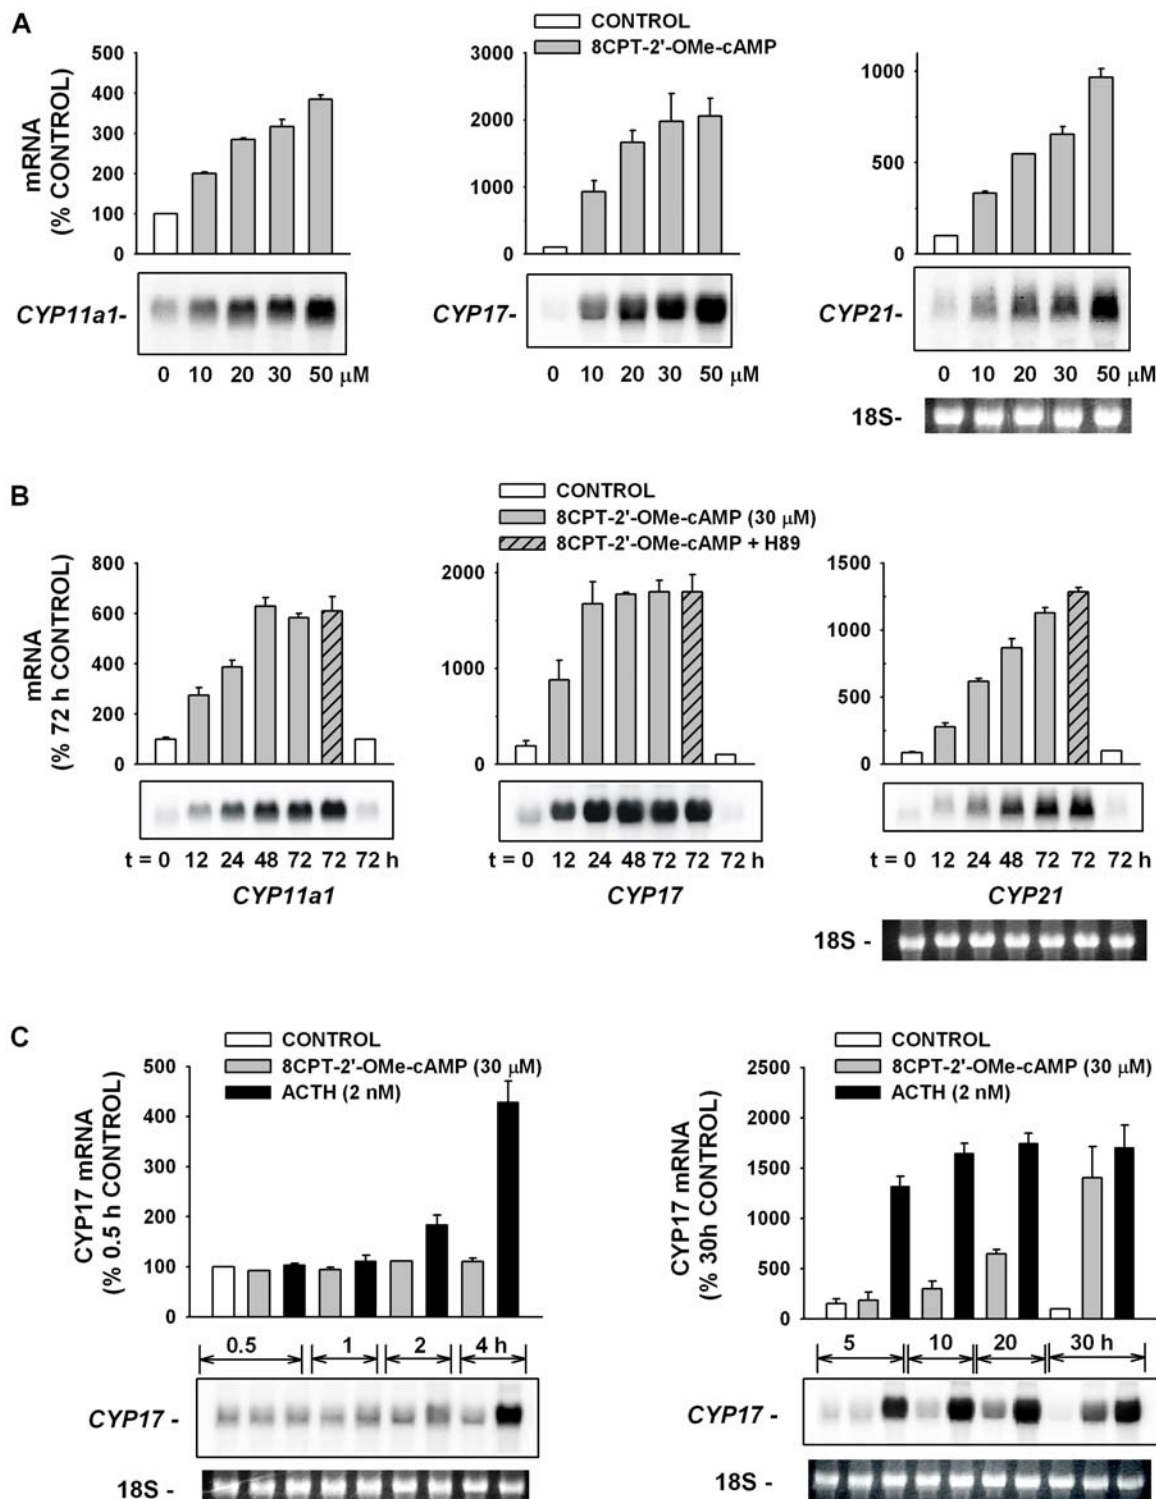 A
CONTROL
8CPT-2'-OMe-cAMP
mRNA
(% CONTROL)
500
400
300
200
100
0
3000
2000
1000
0
1000
500
0
CYP11a1-
CYP17-
CYP21-
0 10 20 30 50 μM
0 10 20 30 50 μM
0 10 20 30 50 μM
18S-
B
CONTROL
8CPT-2'-OMe-cAMP (30 μM)
8CPT-2'-OMe-cAMP + H89
mRNA
(% 72 h CONTROL)
800
600
400
200
0
2000
1000
0
1500
1000
500
0
t = 0 12 24 48 72 72 72 h
t = 0 12 24 48 72 72 72 h
t = 0 12 24 48 72 72 72 h
CYP11a1
CYP17
CYP21
18S -
C
CONTROL
8CPT-2'-OMe-cAMP (30 μM)
ACTH (2 nM)
CYP17 mRNA
(% 0.5 h CONTROL)
500
400
300
200
100
0
0.5 1 2 4 h
CYP17 -
18S -
CONTROL
8CPT-2'-OMe-cAMP (30 μM)
ACTH (2 nM)
CYP17 mRNA
(% 30h CONTROL)
2500
2000
1500
1000
500
0
5 10 20 30 h
CYP17 -
18S -